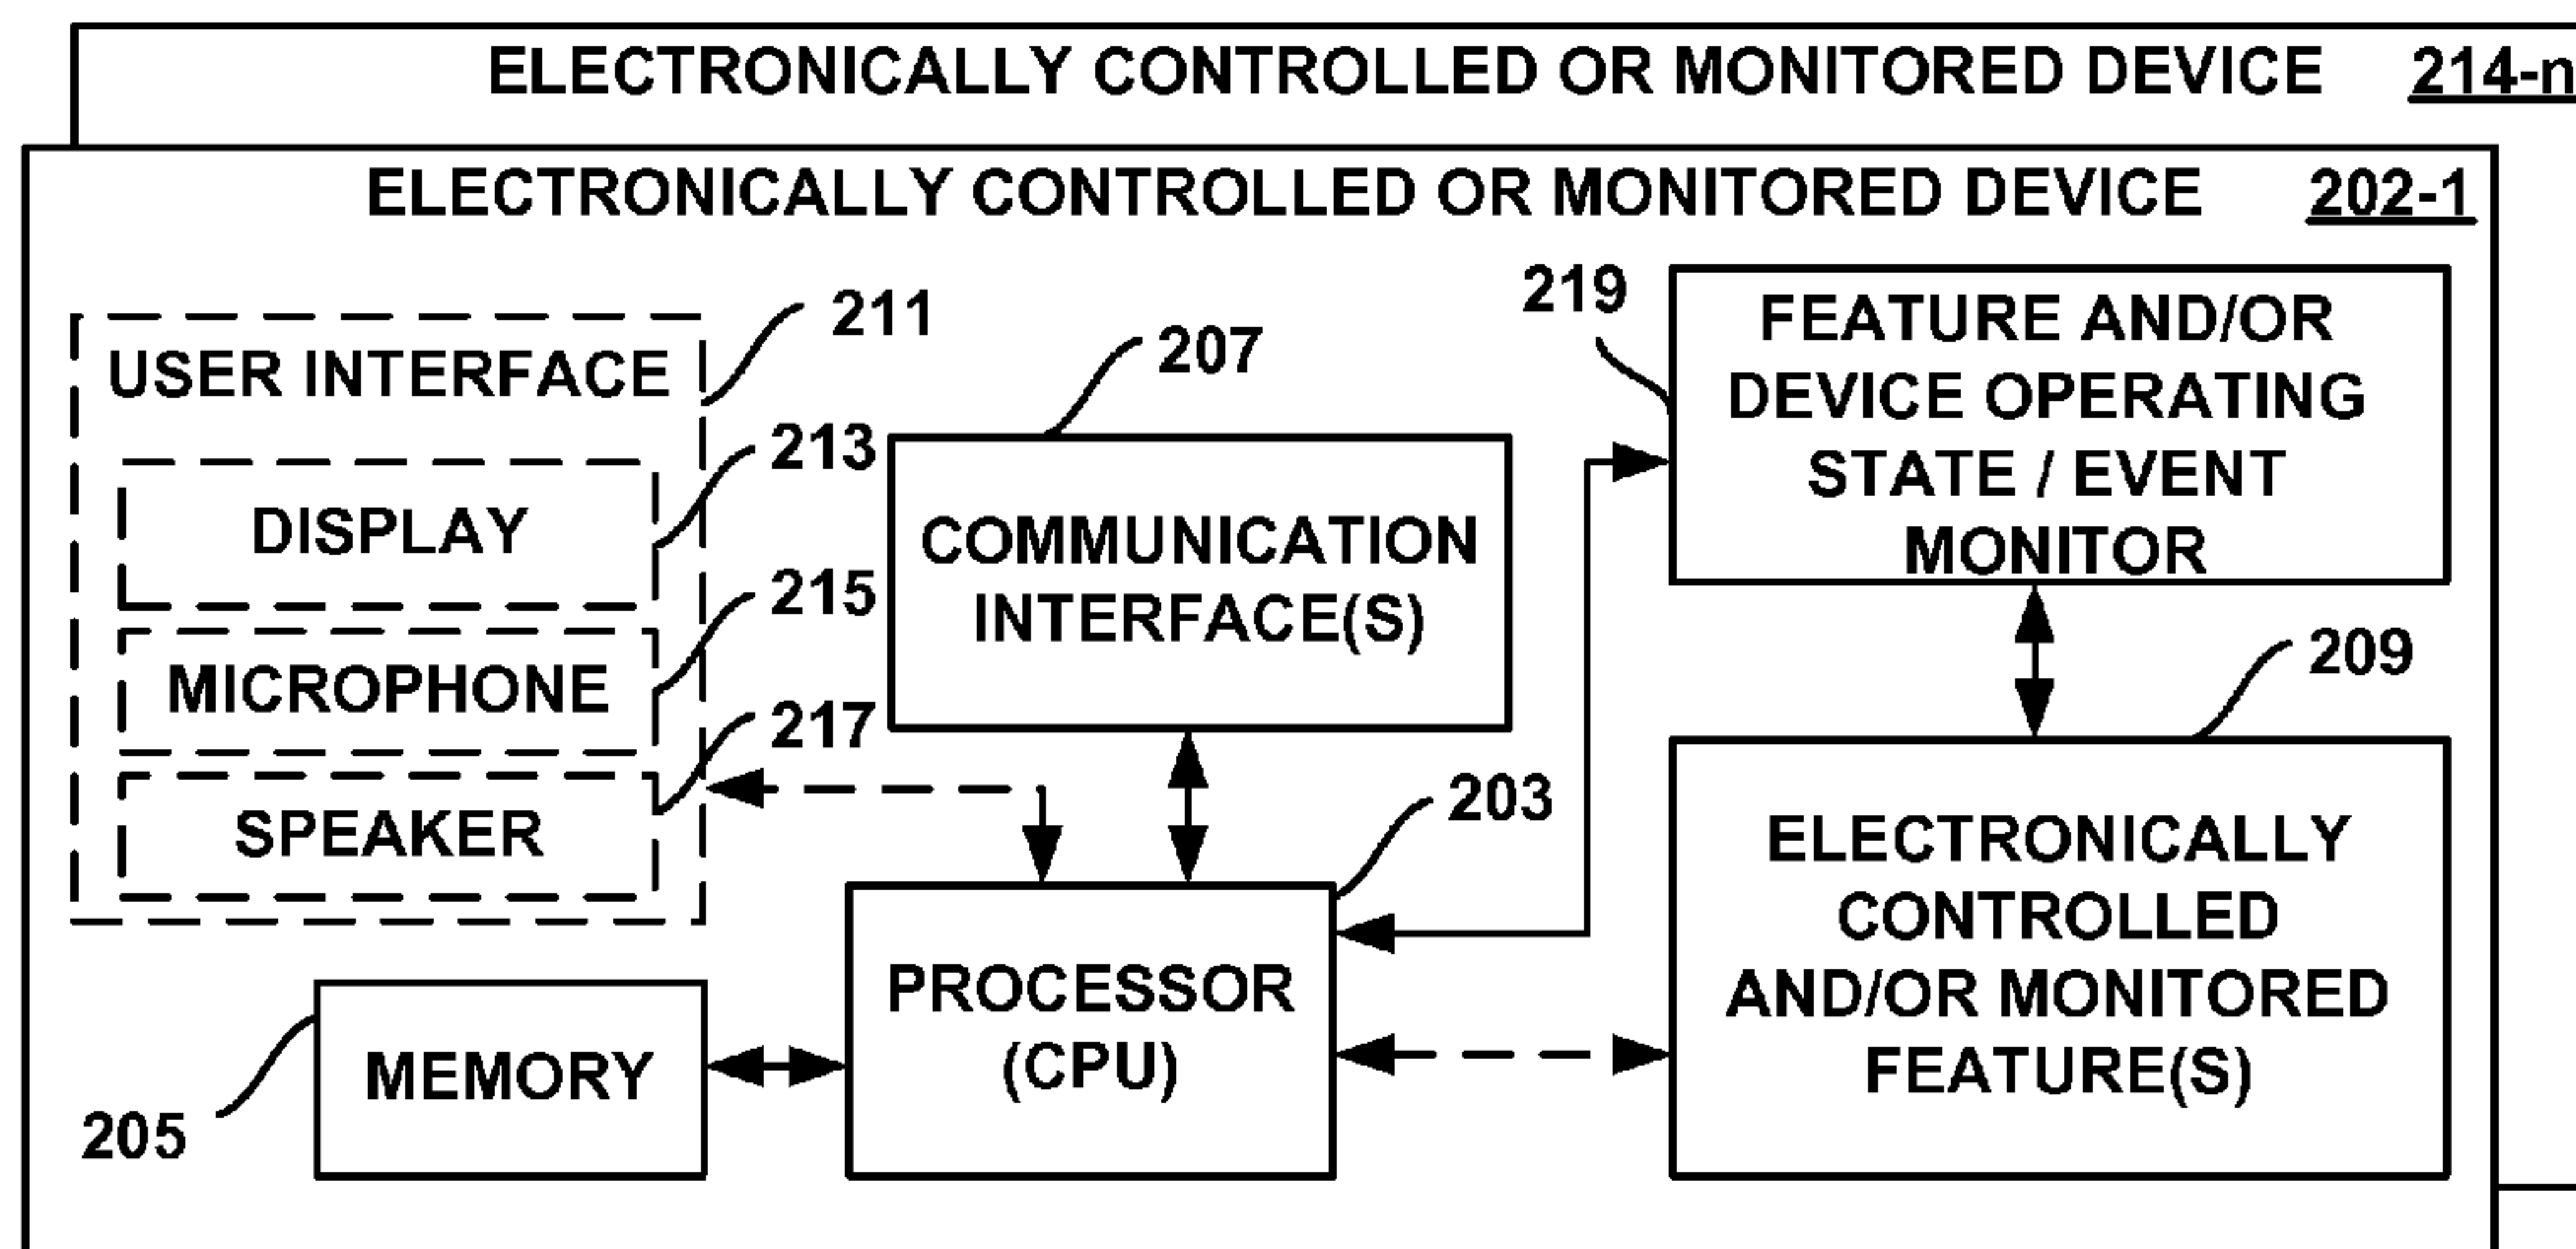 ELECTRONICALLY CONTROLLED OR MONITORED DEVICE 214-n
ELECTRONICALLY CONTROLLED OR MONITORED DEVICE 202-1
USER INTERFACE
211
DISPLAY
213
MICROPHONE
215
SPEAKER
217
207
COMMUNICATION
INTERFACE(S)
219
FEATURE AND/OR
DEVICE OPERATING
STATE / EVENT
MONITOR
209
ELECTRONICALLY
CONTROLLED
AND/OR MONITORED
FEATURE(S)
203
PROCESSOR
(CPU)
MEMORY
205